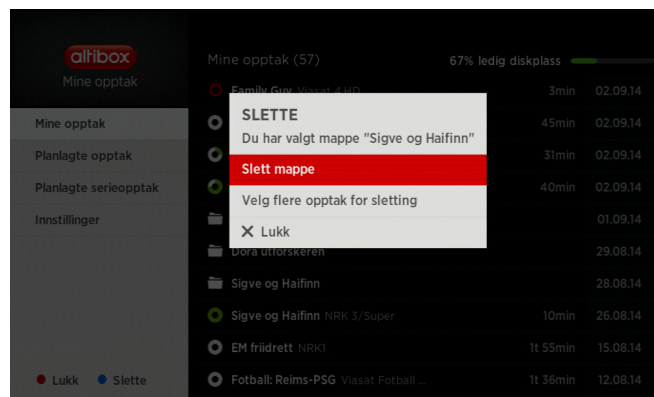 altibox
Mine opptak
Mine opptak (57)
67% ledig diskplass
Family Guy Viasat 4 HD 3min 02.09.14
Mine opptak
45min 02.09.14
Planlagte opptak
31min 02.09.14
Planlagte serieopptak
40min 02.09.14
Innstillinger
01.09.14
SLETTE
Du har valgt mappe "Sigve og Haifinn"
Slett mappe
Velg flere opptak for sletting
X Lukk
Dora utforskeren 29.08.14
Sigve og Haifinn 28.08.14
Sigve og Haifinn NRK 3/Super 10min 26.08.14
EM friidrett NRK1 1t 55min 15.08.14
Fotball: Reims-PSG Viasat Fotball ... 1t 36min 12.08.14
Lukk Slette